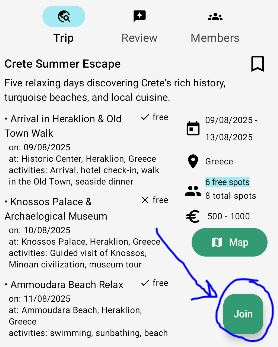 Trip
Review
Members
Crete Summer Escape
Five relaxing days discovering Crete's rich history,
turquoise beaches, and local cuisine.
• Arrival in Heraklion & Old
Town Walk
✓ free
on: 09/08/2025
at: Historic Center, Heraklion, Greece
activities: Arrival, hotel check-in, walk
in the Old Town, seaside dinner
• Knossos Palace &
Archaelogical Museum
× free
on: 10/08/2025
at: Knossos Palace, Heraklion, Greece
activities: Guided visit of Knossos,
Minoan civilization, museum tour
• Ammoudara Beach Relax
✓ free
on: 11/08/2025
at: Ammoudara Beach, Heraklion,
Greece
activities: swimming, sunbathing, beach
09/08/2025 -
13/08/2025
Greece
6 free spots
8 total spots
€ 500 - 1000
Map
Join